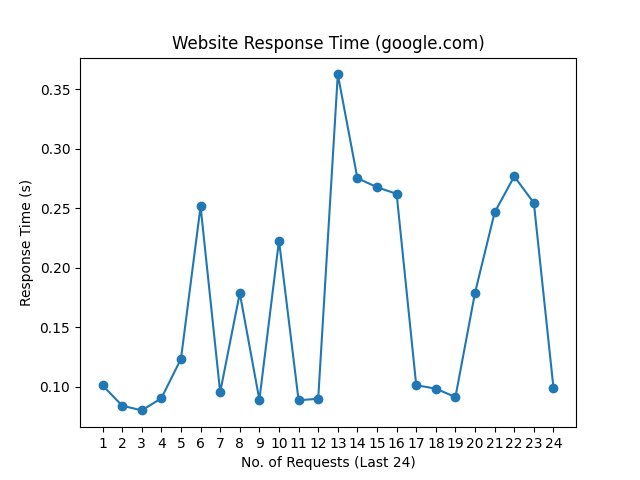 Website Response Time (google.com)
0.35
0.30
0.25
0.20
0.15
0.10
Response Time (s)
1 2 3 4 5 6 7 8 9 10 11 12 13 14 15 16 17 18 19 20 21 22 23 24
No. of Requests (Last 24)